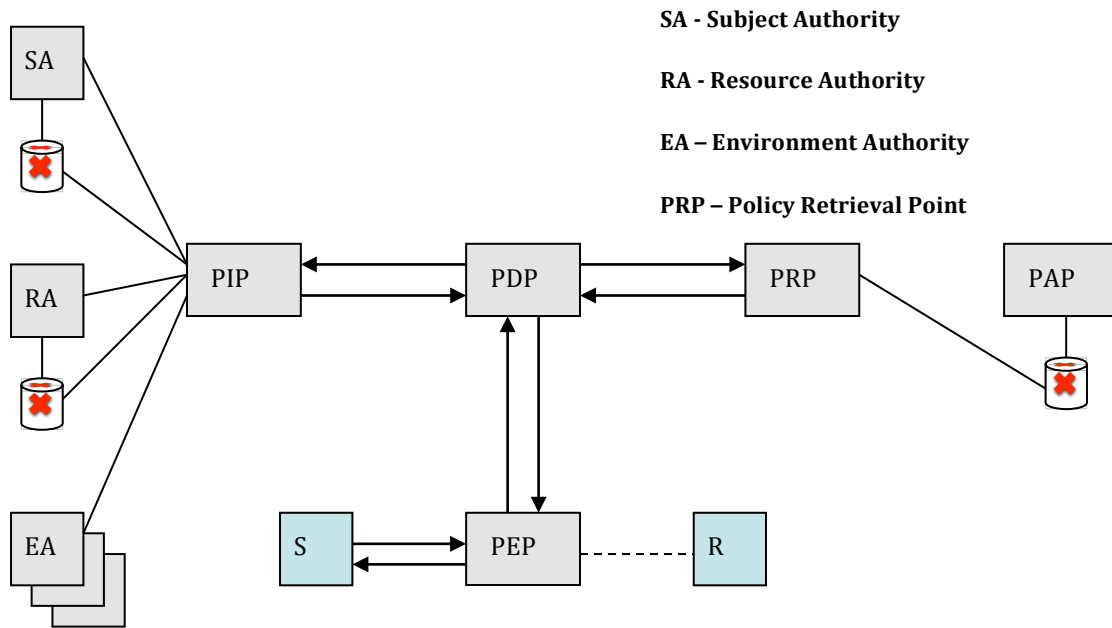 SA - Subject Authority
SA
RA - Resource Authority
EA – Environment Authority
PRP – Policy Retrieval Point
PIP
PDP
PRP
PAP
RA
EA
S
PEP
R